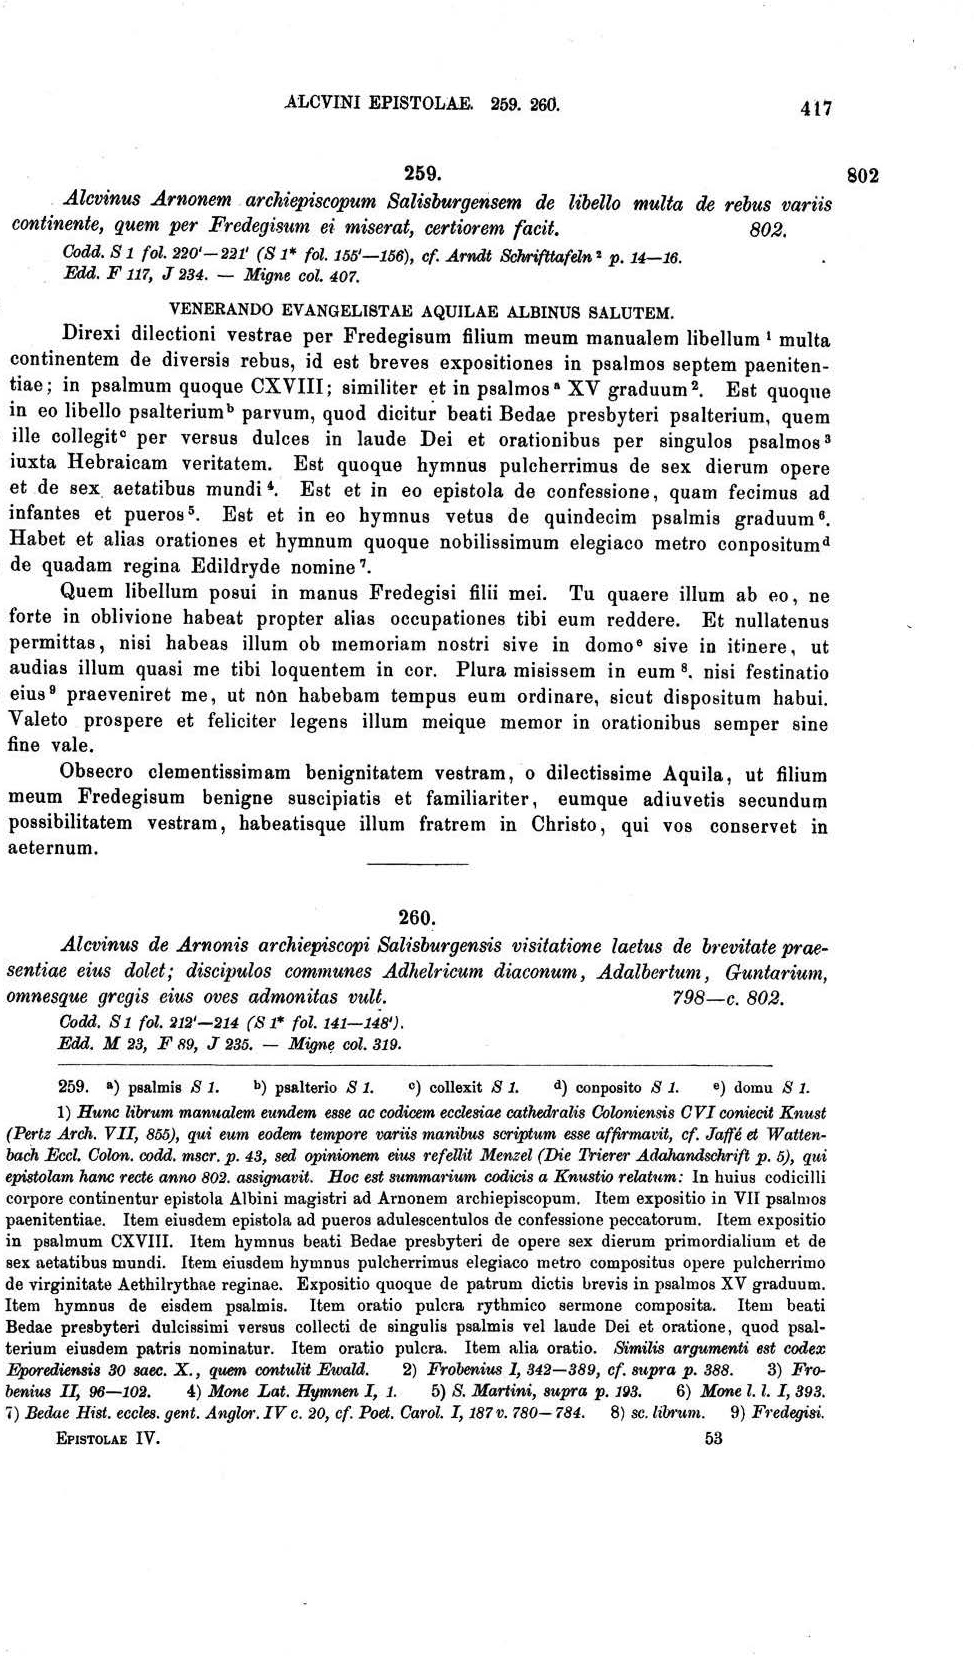 ALCVINI EPISTOLAE. 259. 260. 417
259. 802
Alcvinus Arnonem archiepiscopum Salisburgensem de libello multa de rebus variis
continente, quem per Fredegisum ei miserat, certiorem facit. 802.
Codd. S 1 fol. 220'—221' (S 1* fol. 155'—156), cf. Arndt Schrifttafeln² p. 14—16.
Edd. F 117, J 234. — Migne col. 407.
VENERANDO EVANGELISTAE AQUILAE ALBINUS SALUTEM.
Direxi dilectioni vestrae per Fredegisum filium meum manualem libellum ¹ multa
continentem de diversis rebus, id est breves expositiones in psalmos septem paeniten-
tiae; in psalmum quoque CXVIII; similiter et in psalmosᵃ XV graduum². Est quoque
in eo libello psalteriumᵇ parvum, quod dicitur beati Bedae presbyteri psalterium, quem
ille collegitᶜ per versus dulces in laude Dei et orationibus per singulos psalmos³
iuxta Hebraicam veritatem. Est quoque hymnus pulcherrimus de sex dierum opere
et de sex aetatibus mundi⁴. Est et in eo epistola de confessione, quam fecimus ad
infantes et pueros⁵. Est et in eo hymnus vetus de quindecim psalmis graduum⁶.
Habet et alias orationes et hymnum quoque nobilissimum elegiaco metro conpositumᵈ
de quadam regina Edildryde nomine⁷.
Quem libellum posui in manus Fredegisi filii mei. Tu quaere illum ab eo, ne
forte in oblivione habeat propter alias occupationes tibi eum reddere. Et nullatenus
permittas, nisi habeas illum ob memoriam nostri sive in domoᵉ sive in itinere, ut
audias illum quasi me tibi loquentem in cor. Plura misissem in eum⁸. nisi festinatio
eius⁹ praeveniret me, ut non habebam tempus eum ordinare, sicut dispositum habui.
Valeto prospere et feliciter legens illum meique memor in orationibus semper sine
fine vale.
Obsecro clementissimam benignitatem vestram, o dilectissime Aquila, ut filium
meum Fredegisum benigne suscipiatis et familiariter, eumque adiuvetis secundum
possibilitatem vestram, habeatisque illum fratrem in Christo, qui vos conservet in
aeternum.
260.
Alcvinus de Arnonis archiepiscopi Salisburgensis visitatione laetus de brevitate prae-
sentiae eius dolet; discipulos communes Adhelricum diaconum, Adalbertum, Guntarium,
omnesque gregis eius oves admonitas vult. 798—c. 802.
Codd. S 1 fol. 212'—214 (S 1* fol. 141—148').
Edd. M 23, F 89, J 235. — Migne col. 319.
259. a) psalmis S 1. b) psalterio S 1. c) collexit S 1. d) conposito S 1. e) domu S 1.
1) Hunc librum manualem eundem esse ac codicem ecclesiae cathedralis Coloniensis CVI coniecit Knust
(Pertz Arch. VII, 855), qui eum eodem tempore variis manibus scriptum esse affirmavit, cf. Jaffé et Watten-
bach Eccl. Colon. codd. mscr. p. 43, sed opinionem eius refellit Menzel (Die Trierer Adahandschrift p. 5), qui
epistolam hanc recte anno 802. assignavit. Hoc est summarium codicis a Knustio relatum: In huius codicilli
corpore continentur epistola Albini magistri ad Arnonem archiepiscopum. Item expositio in VII psalmos
paenitentiae. Item eiusdem epistola ad pueros adulescentulos de confessione peccatorum. Item expositio
in psalmum CXVIII. Item hymnus beati Bedae presbyteri de opere sex dierum primordialium et de
sex aetatibus mundi. Item eiusdem hymnus pulcherrimus elegiaco metro compositus opere pulcherrimo
de virginitate Aethilrythae reginae. Expositio quoque de patrum dictis brevis in psalmos XV graduum.
Item hymnus de eisdem psalmis. Item oratio pulcra rythmico sermone composita. Item beati
Bedae presbyteri dulcissimi versus collecti de singulis psalmis vel laude Dei et oratione, quod psal-
terium eiusdem patris nominatur. Item oratio pulcra. Item alia oratio. Similis argumenti est codex
Eporediensis 30 saec. X., quem contulit Ewald. 2) Frobenius I, 342—389, cf. supra p. 388. 3) Fro-
benius II, 96—102. 4) Mone Lat. Hymnen I, 1. 5) S. Martini, supra p. 193. 6) Mone l. l. I, 393.
7) Bedae Hist. eccles. gent. Anglor. IV c. 20, cf. Poet. Carol. I, 187 v. 780—784. 8) sc. librum. 9) Fredegisi.
EPISTOLAE IV. 53